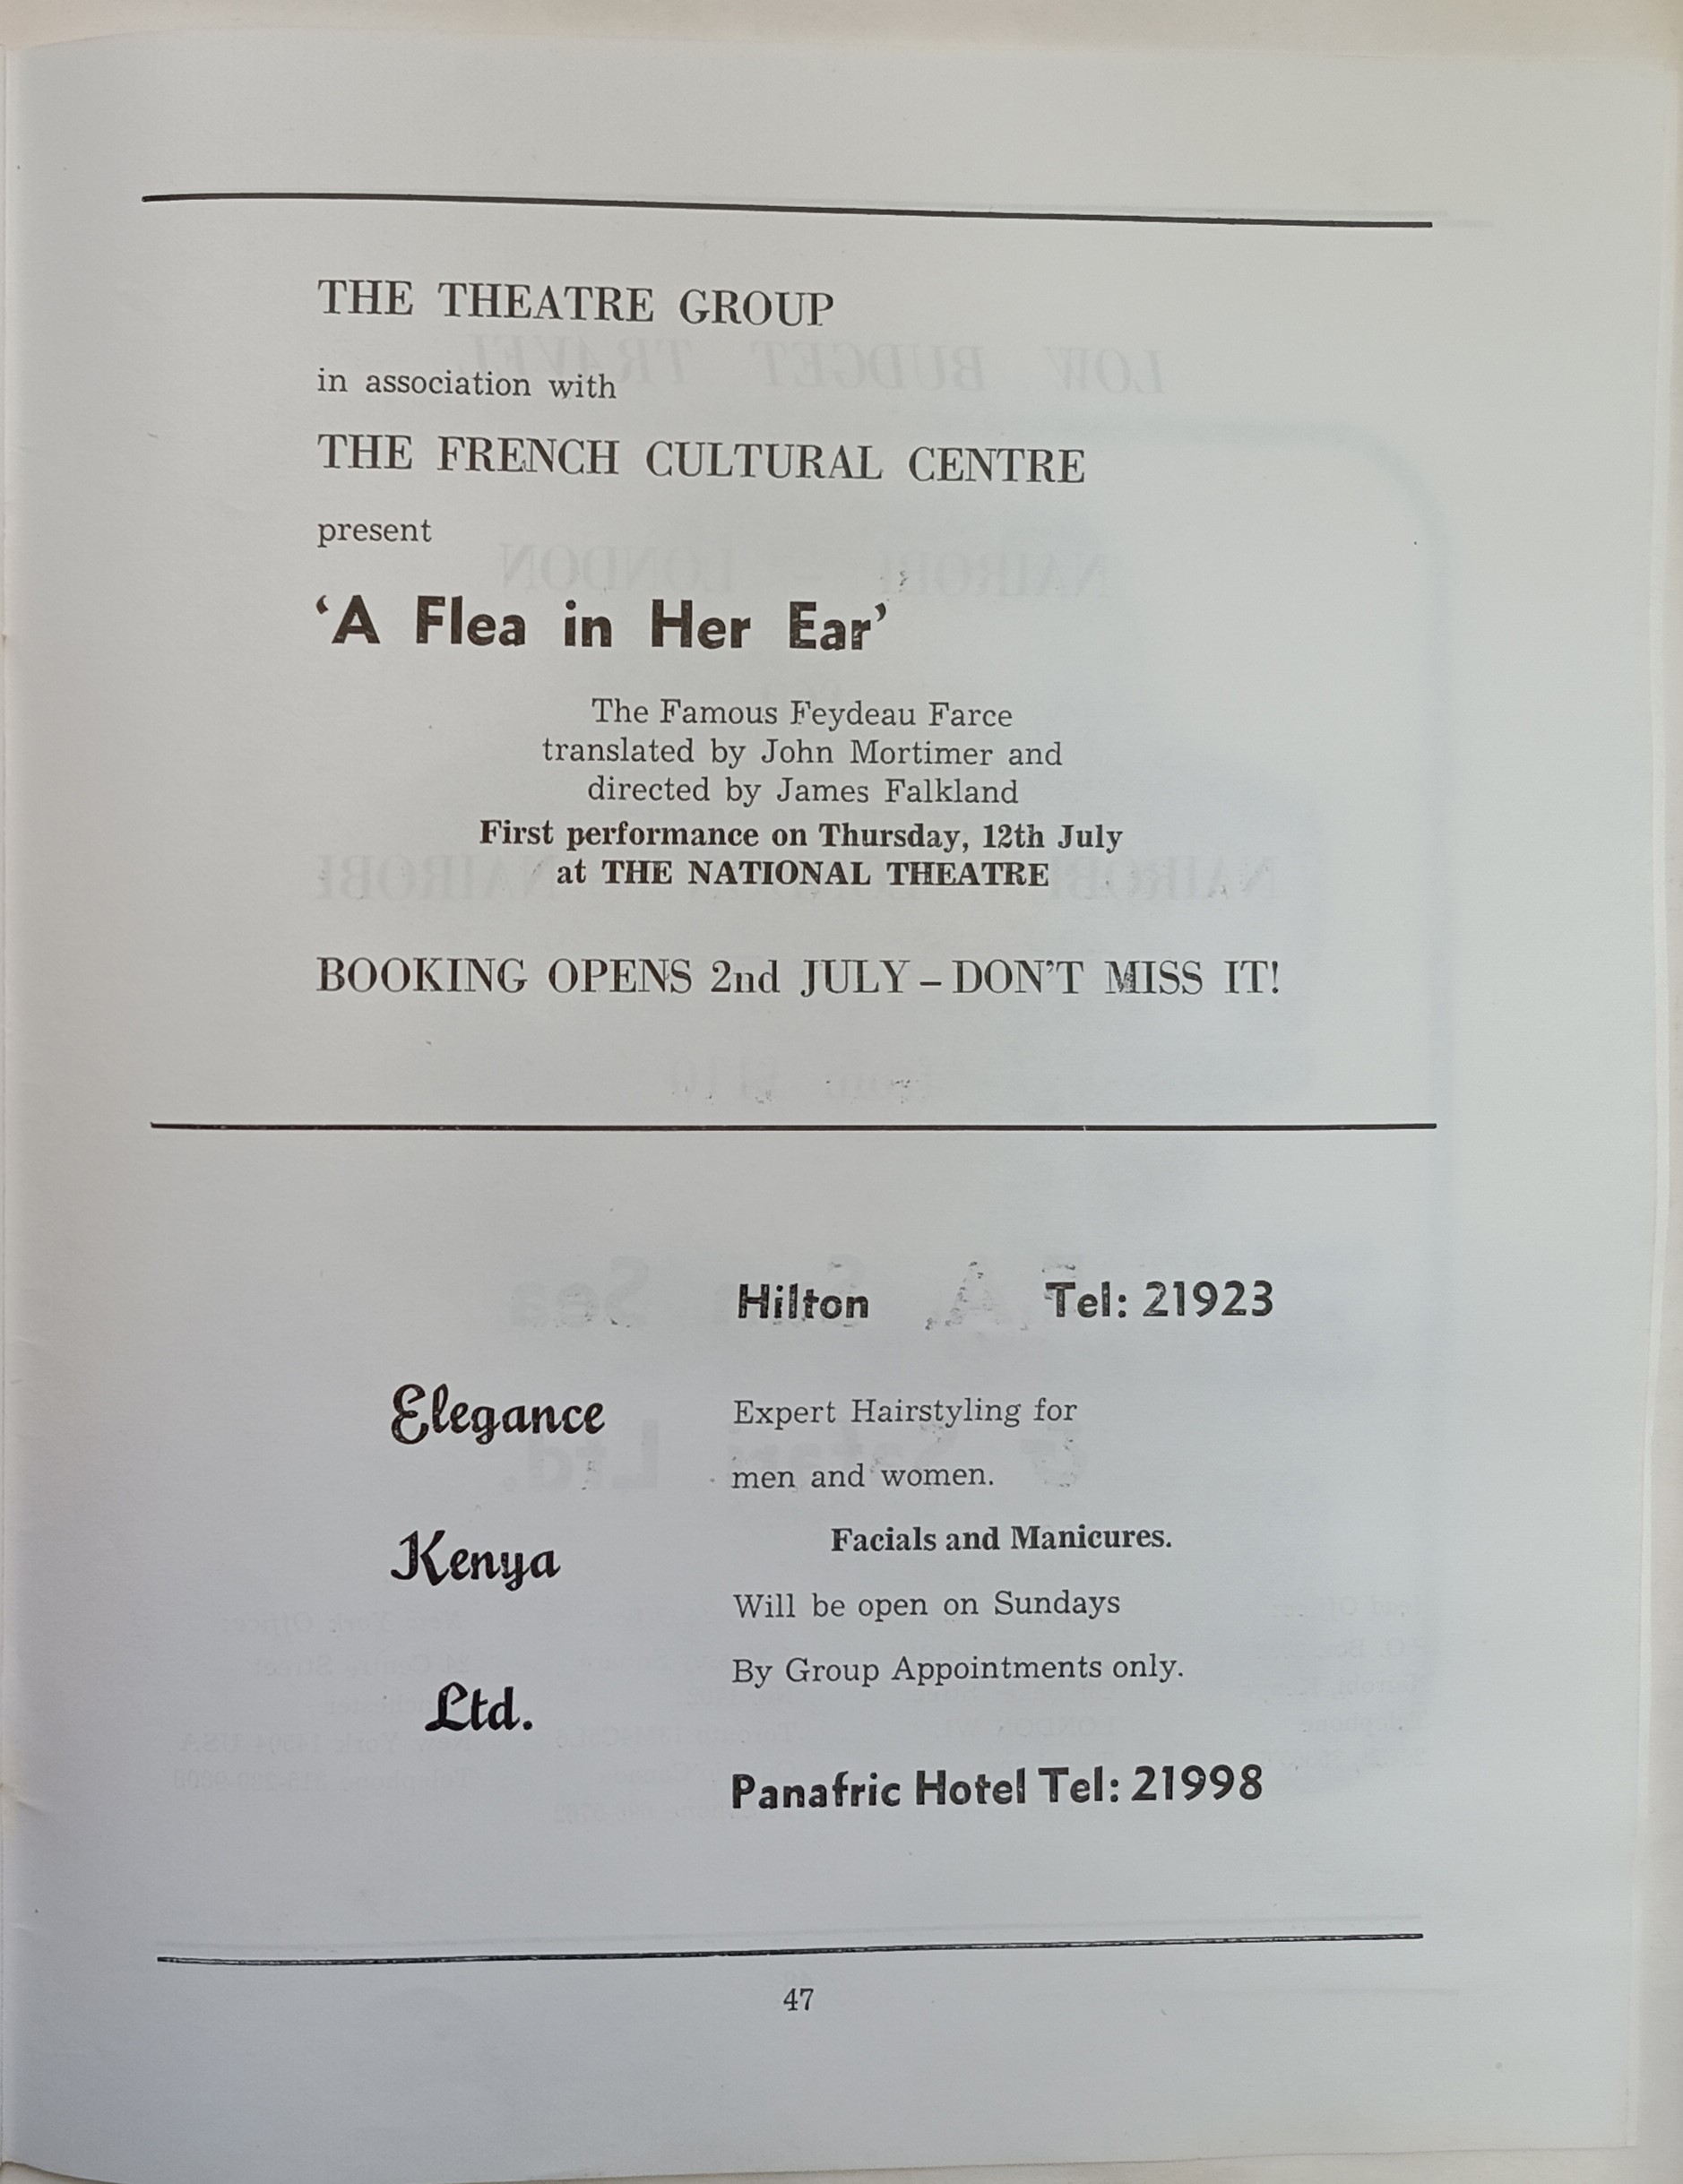 THE THEATRE GROUP
in association with
THE FRENCH CULTURAL CENTRE
present
‘A Flea in Her Ear’
The Famous Feydeau Farce
translated by John Mortimer and
directed by James Falkland
First performance on Thursday, 12th July
at THE NATIONAL THEATRE
BOOKING OPENS 2nd JULY – DON'T MISS IT!
Elegance
Kenya
Ltd.
Hilton Tel: 21923
Expert Hairstyling for
men and women.
Facials and Manicures.
Will be open on Sundays
By Group Appointments only.
Panafric Hotel Tel: 21998
47